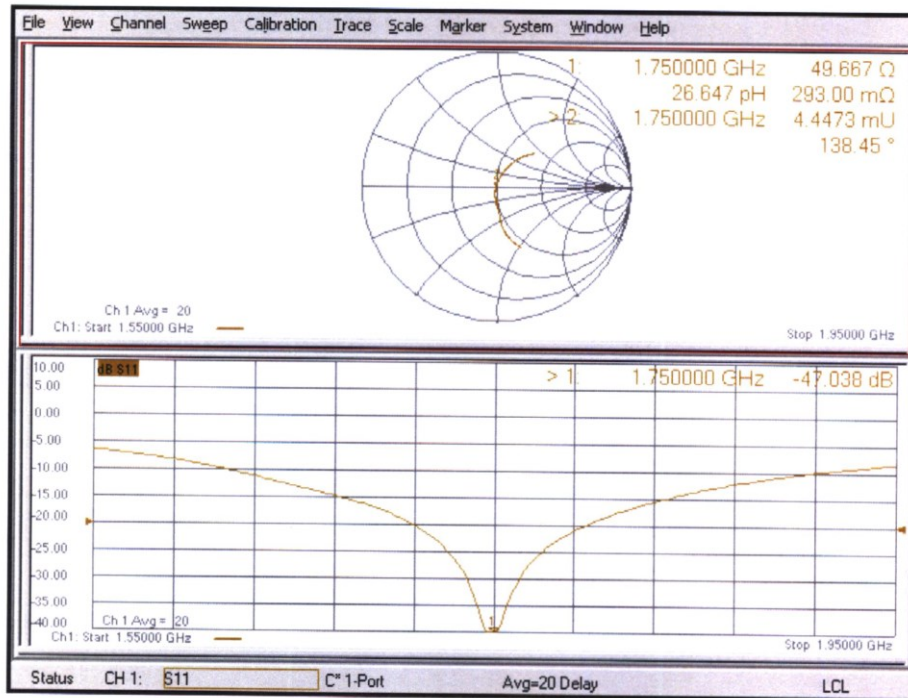 File View Channel Sweep Calibration Trace Scale Marker System Window Help
1: 1.750000 GHz 49.667 Ω
26.647 pH 293.00 mΩ
> 2: 1.750000 GHz 4.4473 mU
138.45 °
Ch 1 Avg = 20
Ch1: Start 1.55000 GHz Stop 1.95000 GHz
10.00 dB S11 > 1: 1.750000 GHz -47.038 dB
5.00
0.00
-5.00
-10.00
-15.00
-20.00
-25.00
-30.00
-35.00
-40.00 Ch 1 Avg = 20 1
Ch1: Start 1.55000 GHz Stop 1.95000 GHz
Status CH 1: S11 C* 1-Port Avg=20 Delay LCL